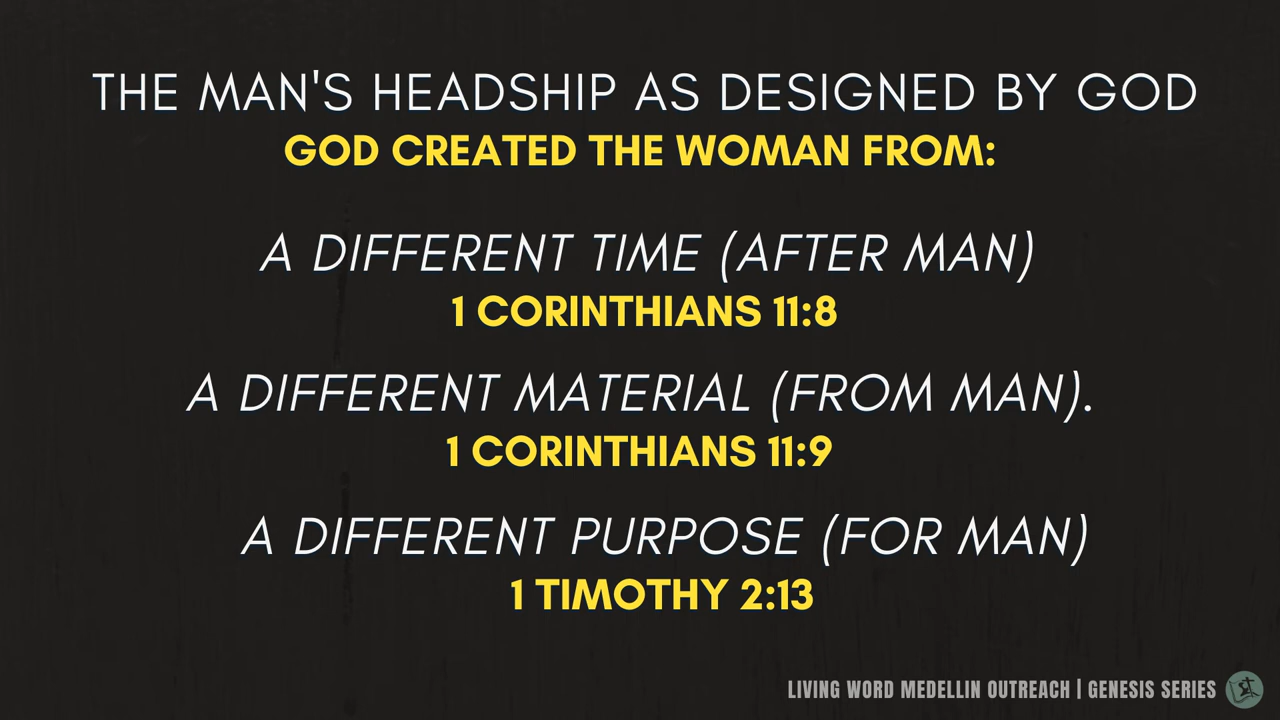 THE MAN'S HEADSHIP AS DESIGNED BY GOD
GOD CREATED THE WOMAN FROM:
A DIFFERENT TIME (AFTER MAN)
1 CORINTHIANS 11:8
A DIFFERENT MATERIAL (FROM MAN).
1 CORINTHIANS 11:9
A DIFFERENT PURPOSE (FOR MAN)
1 TIMOTHY 2:13
LIVING WORD MEDELLIN OUTREACH | GENESIS SERIES